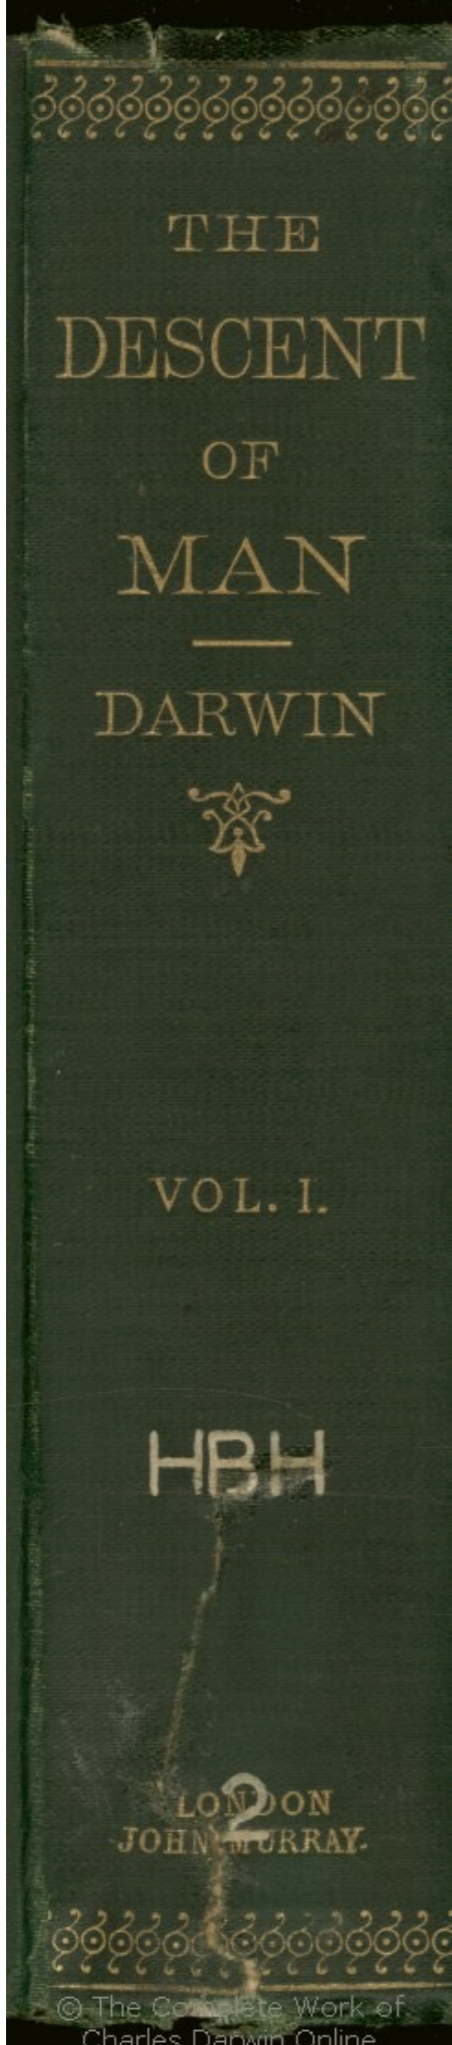 THE
DESCENT
OF
MAN
DARWIN
VOL. I.
HBH
2
LONDON
JOHN MURRAY.
© The Complete Work of
Charles Darwin Online